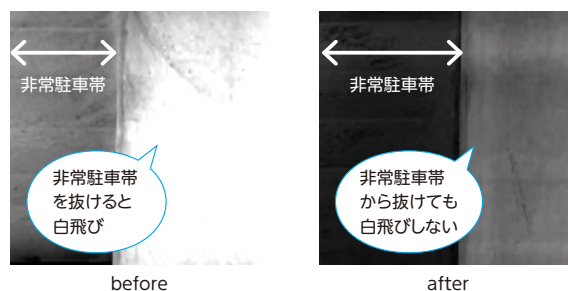 非常駐車帯
非常駐車帯
を抜けると
白飛び
before
非常駐車帯
非常駐車帯
から抜けても
白飛びしない
after